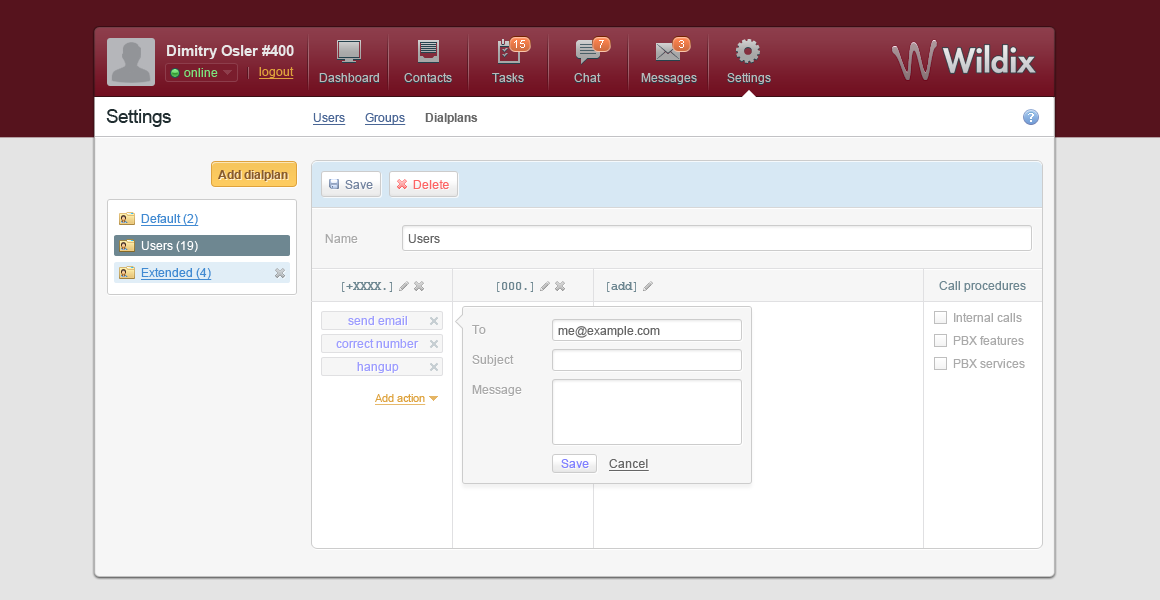 Dimitry Osler #400
online logout
Dashboard
Contacts
15
Tasks
7
Chat
3
Messages
Settings
Wildix
Settings
Users Groups Dialplans
?
Add dialplan
Default (2)
Users (19)
Extended (4)
Save Delete
Name Users
[+XXXX.] [000.] [add] Call procedures
send email
correct number
hangup
Add action
To me@example.com
Subject
Message
Save Cancel
Internal calls
PBX features
PBX services